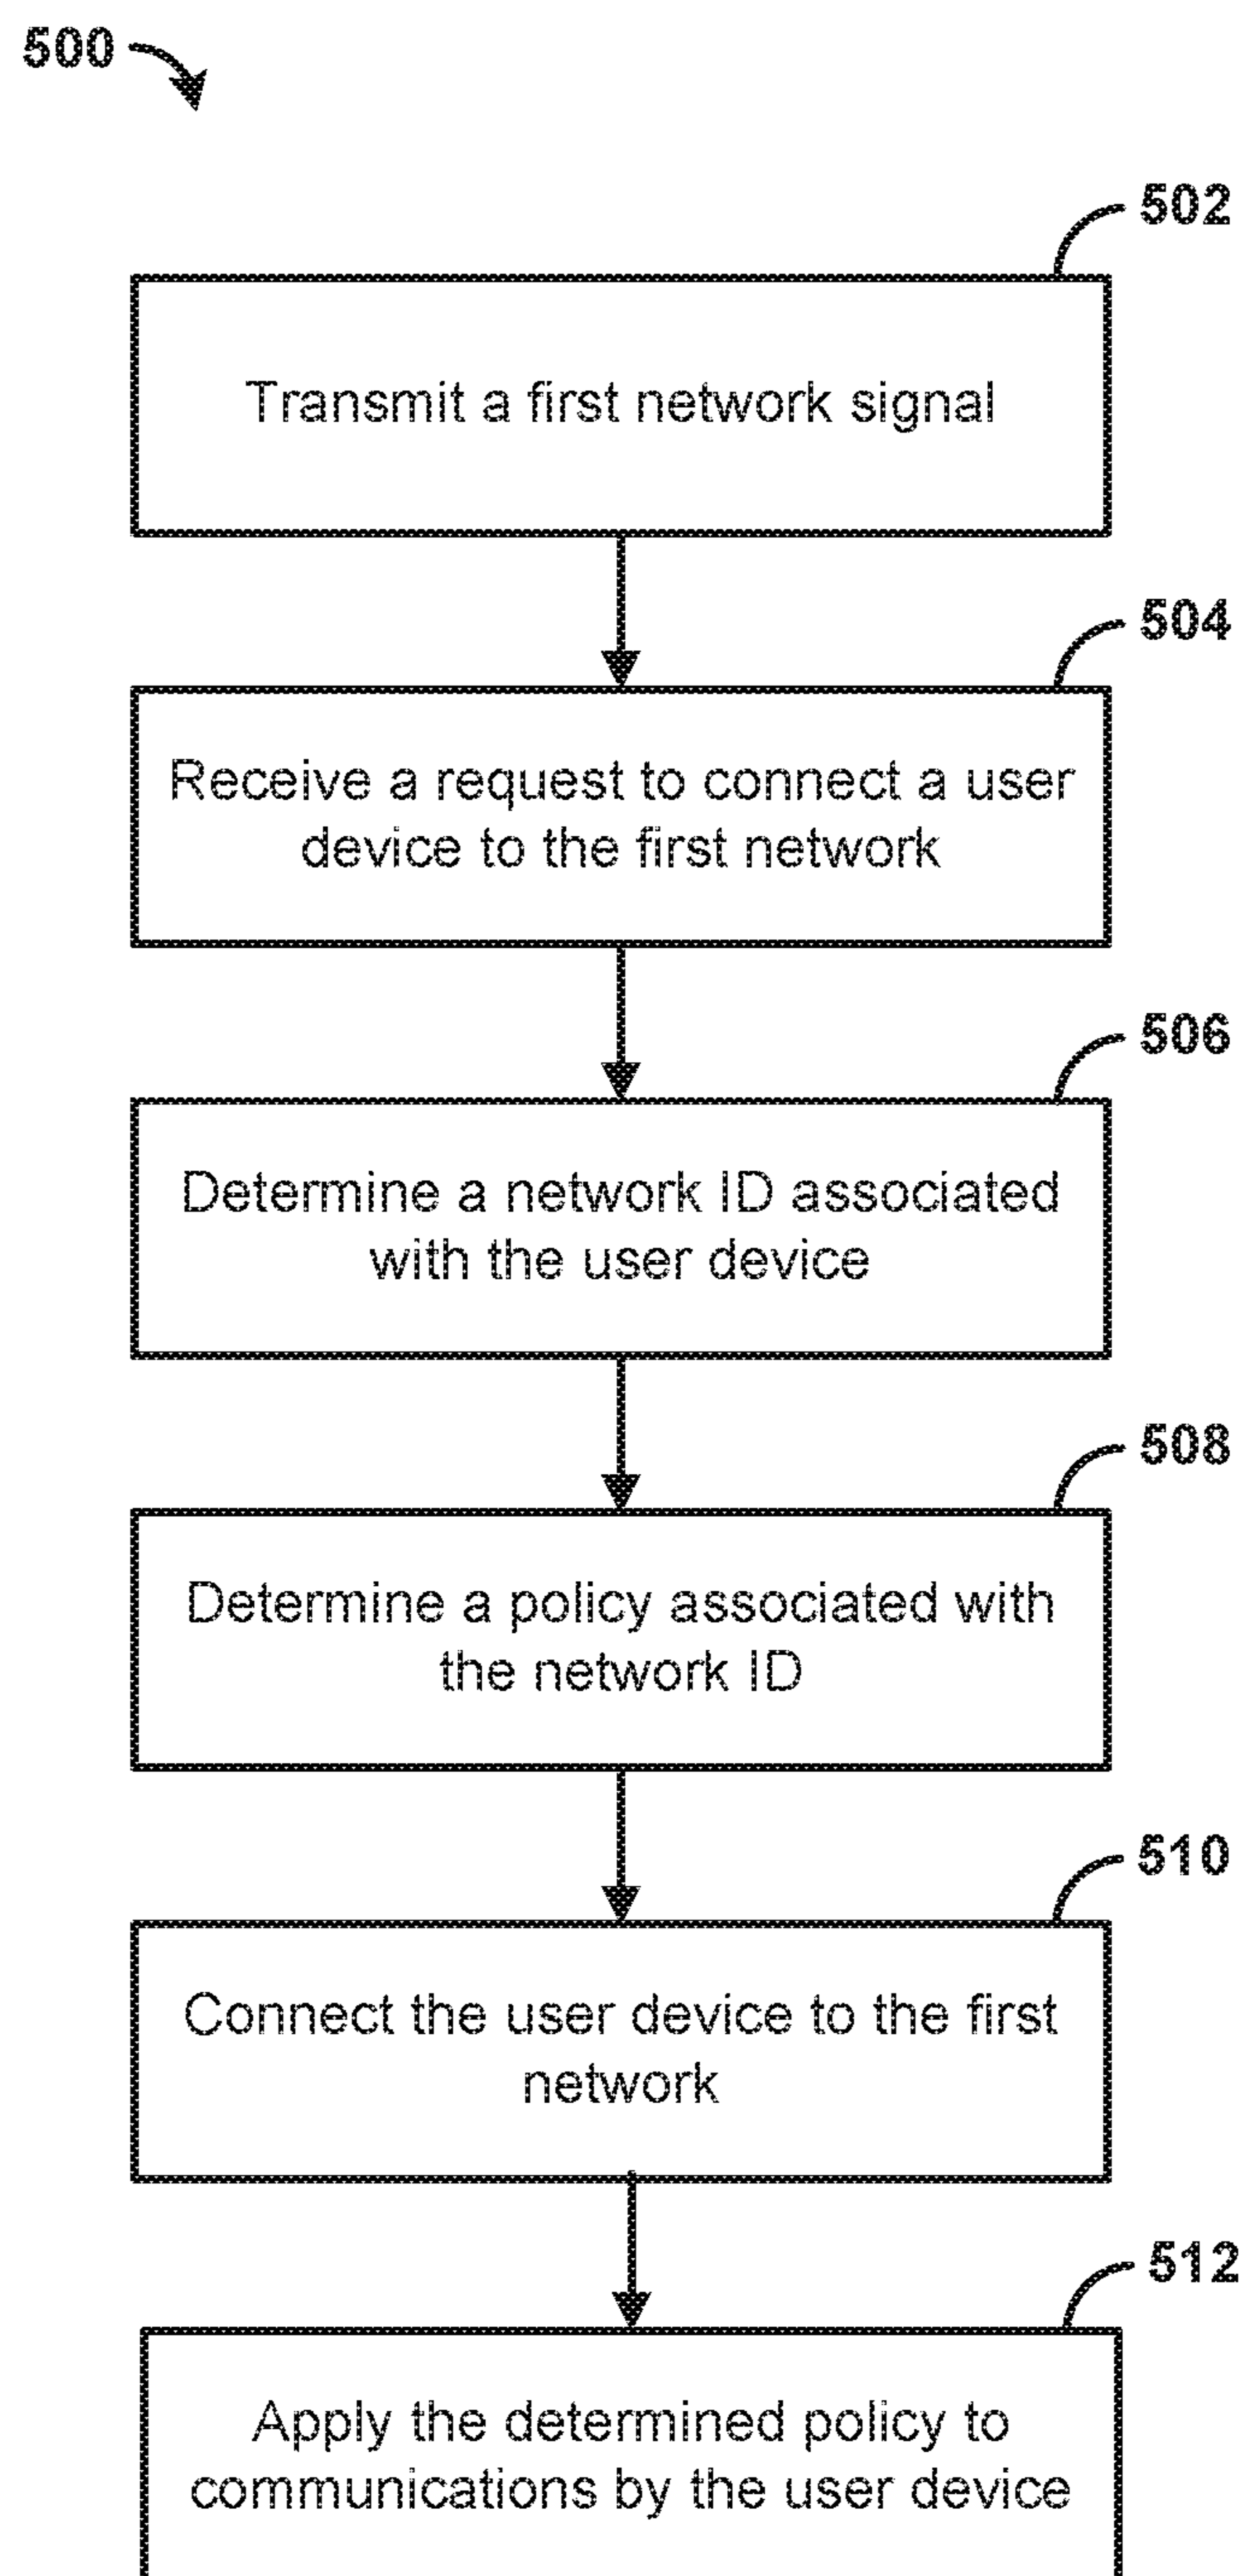 500
502
Transmit a first network signal
504
Receive a request to connect a user
device to the first network
506
Determine a network ID associated
with the user device
508
Determine a policy associated with
the network ID
510
Connect the user device to the first
network
512
Apply the determined policy to
communications by the user device